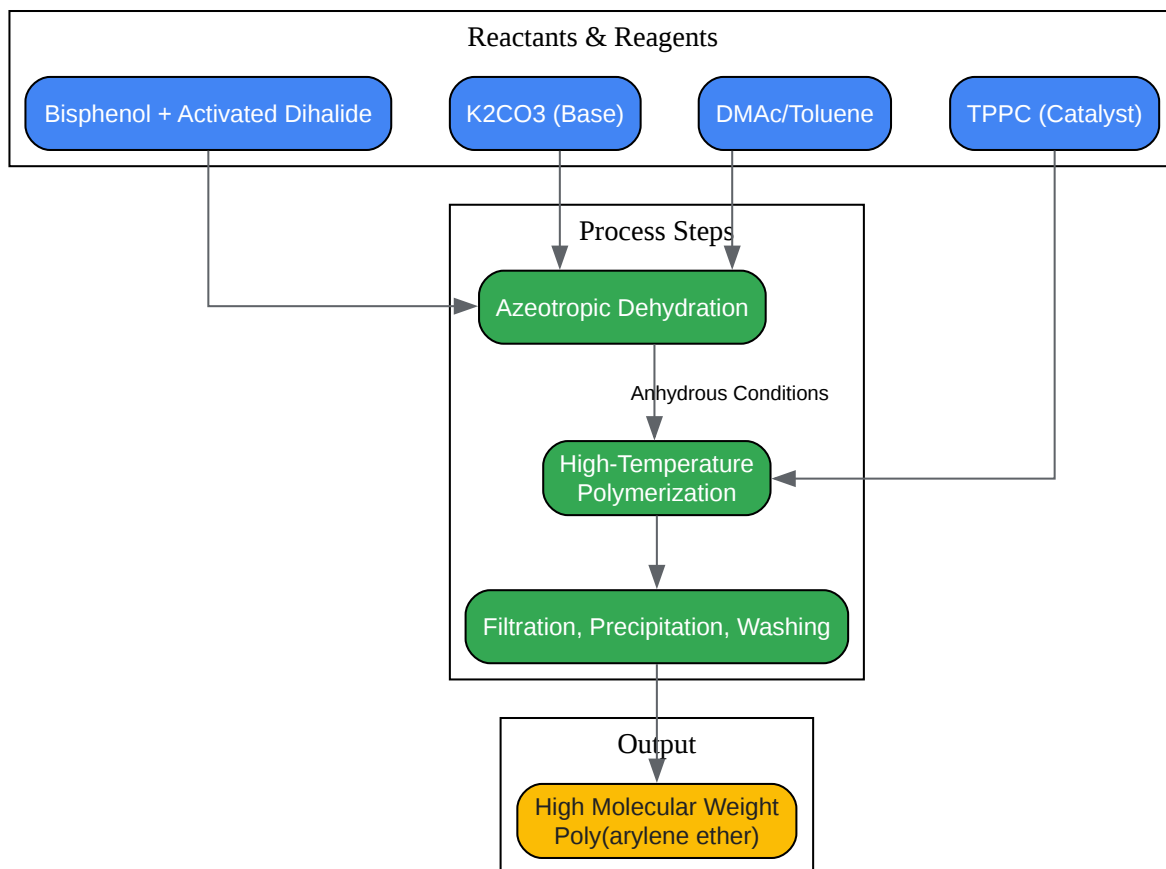 Reactants & Reagents
Bisphenol + Activated Dihalide
K2CO3 (Base)
DMAc/Toluene
TPPC (Catalyst)
Process Steps
Azeotropic Dehydration
Anhydrous Conditions
High-Temperature
Polymerization
Filtration, Precipitation, Washing
Output
High Molecular Weight
Poly(arylene ether)